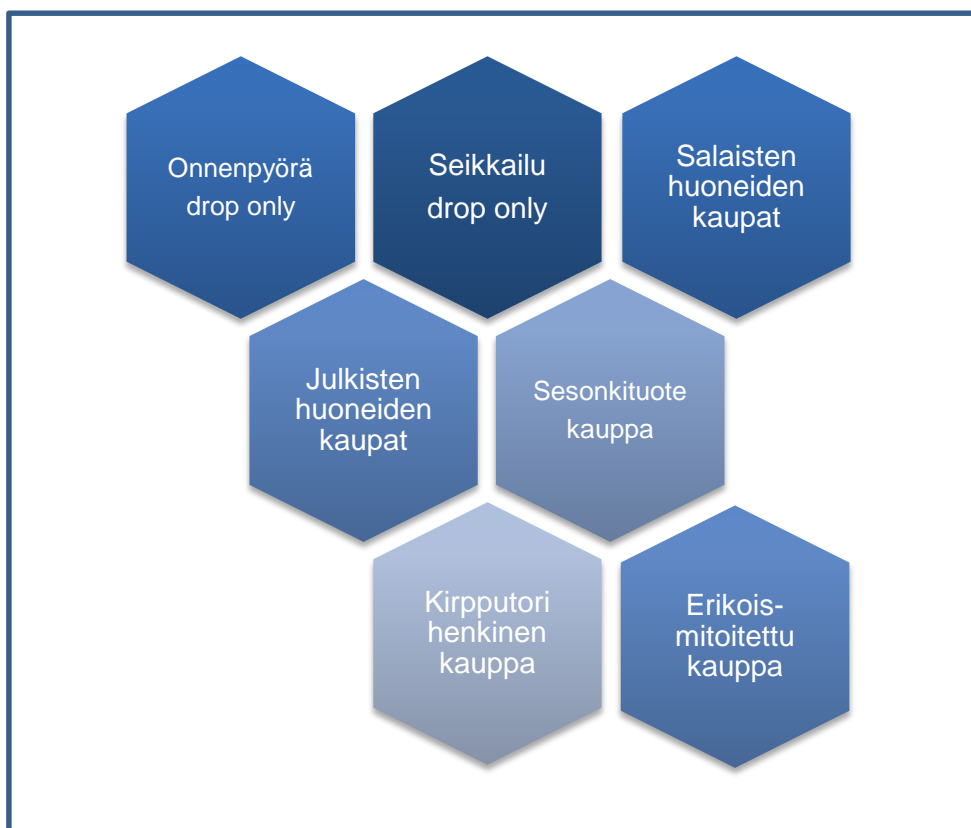 Onnenpyörä
drop only
Seikkailu
drop only
Salaisten
huoneiden
kaupat
Julkisten
huoneiden
kaupat
Sesonkituote
kauppa
Kirpputori
henkinen
kauppa
Erikois-
mitoitettu
kauppa